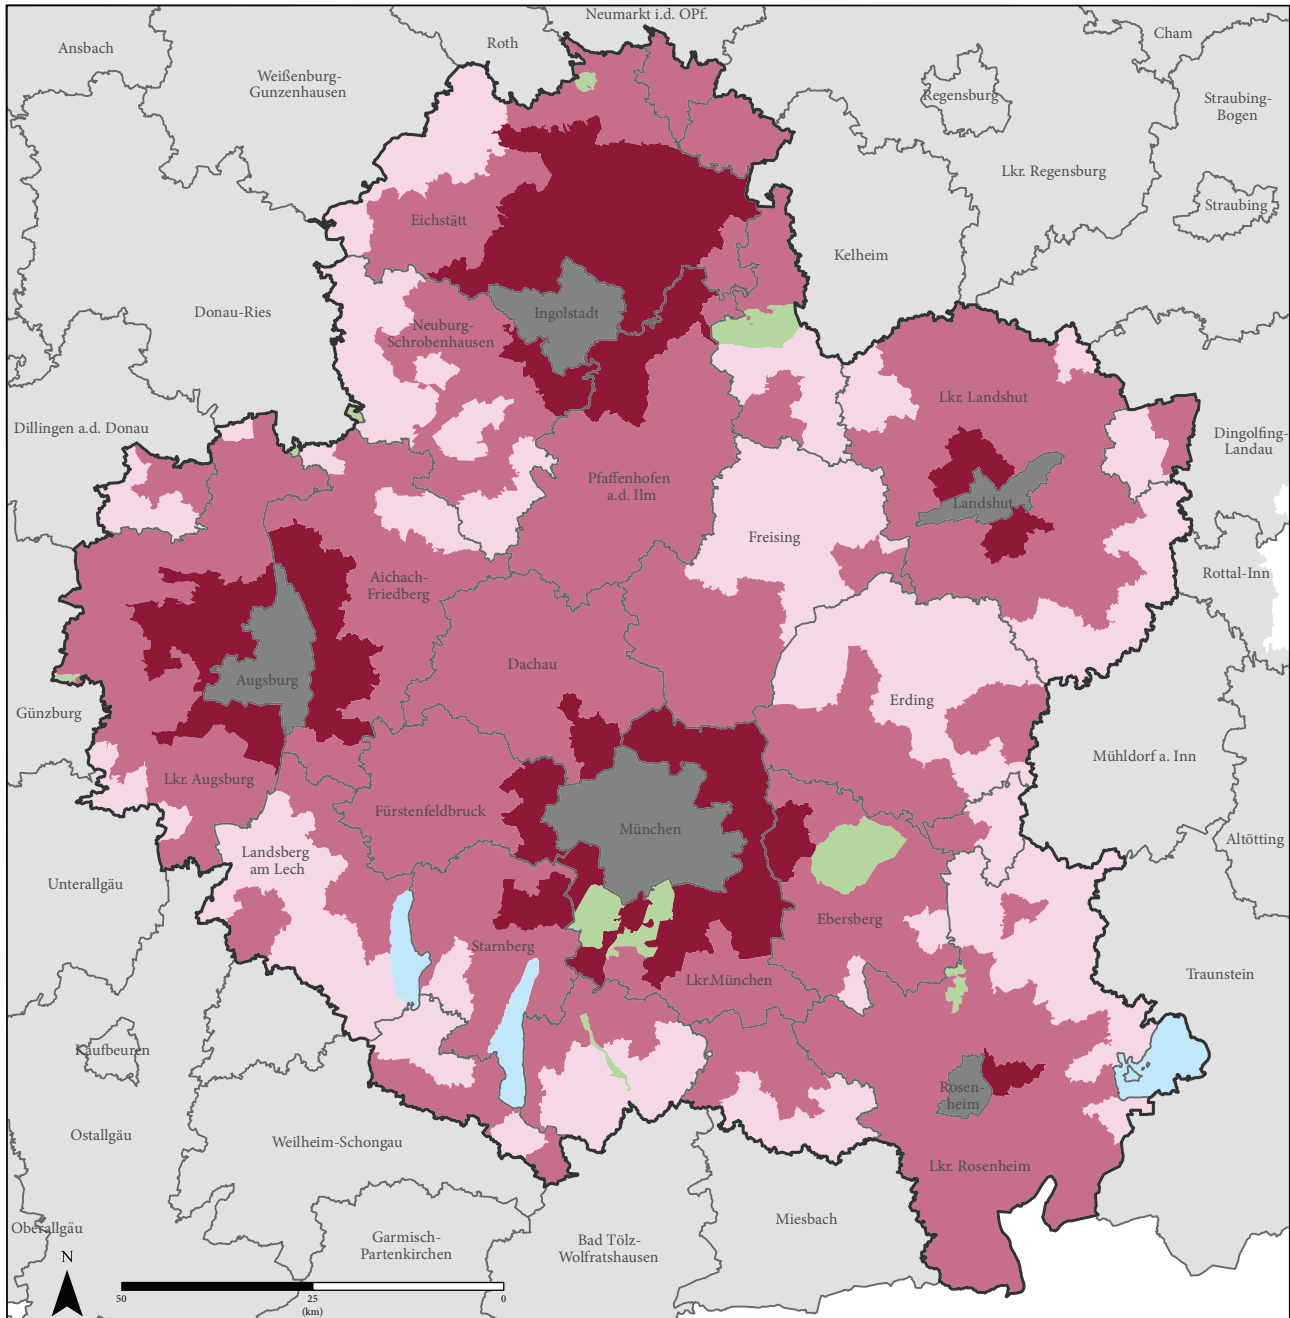 Neumarkt i.d. OPf.
Cham
Roth
Ansbach
Weißenburg-
Gunzenhausen
Regensburg
Straubing-
Bogen
Lkr. Regensburg
Straubing
Eichstätt
Kelheim
Donau-Ries
Ingolstadt
Neuburg-
Schrobenhausen
Lkr. Landshut
Dillingen a.d. Donau
Dingolfing-
Landau
Pfaffenhofen
a.d. Ilm
Landshut
Freising
Rottal-Inn
Aichach-
Friedberg
Dachau
Augsburg
Erding
Günzburg
Mühldorf a. Inn
Lkr. Augsburg
Fürstenfeldbruck
München
Altötting
Landsberg
am Lech
Unterallgäu
Ebersberg
Starnberg
Lkr.München
Traunstein
Kaufbeuren
Rosen-
heim
Ostallgäu
Weilheim-Schongau
Lkr. Rosenheim
Miesbach
Oberallgäu
Garmisch-
Partenkirchen
Bad Tölz-
Wolfratshausen
N
50 25 0
(km)